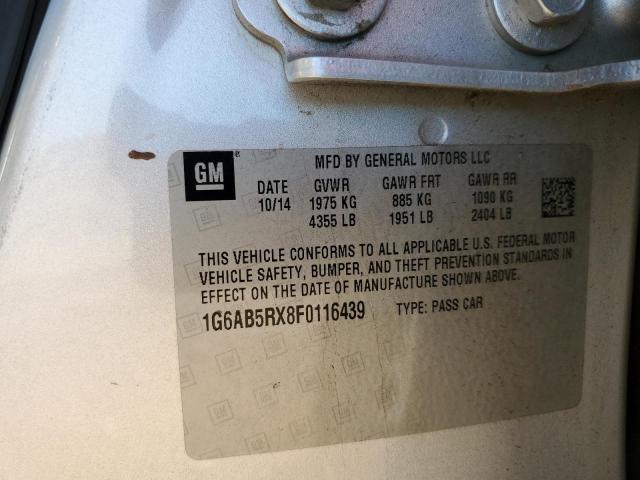 GM
MFD BY GENERAL MOTORS LLC
DATE GVWR GAWR FRT GAWR RR
10/14 1975 KG 885 KG 1090 KG
4355 LB 1951 LB 2404 LB
THIS VEHICLE CONFORMS TO ALL APPLICABLE U.S. FEDERAL MOTOR
VEHICLE SAFETY, BUMPER, AND THEFT PREVENTION STANDARDS IN
EFFECT ON THE DATE OF MANUFACTURE SHOWN ABOVE.
1G6AB5RX8F0116439 TYPE: PASS CAR